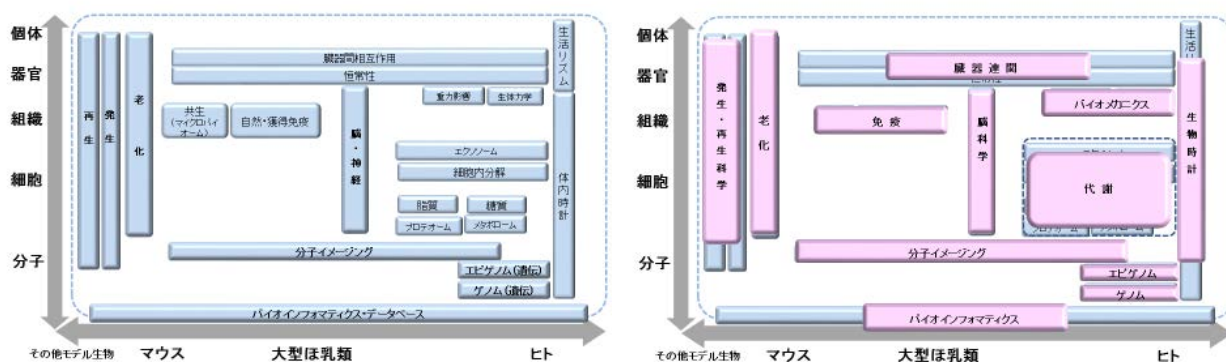 個体
器官
組織
細胞
分子
再生
発生
老化
臓器間相互作用
恒常性
共生
(マイクロバイ
オーム)
自然・獲得免疫
脳・神経
重力影響
生体力学
エクソソーム
細胞内分解
脂質
糖質
プロテオーム
メタボローム
分子イメージング
エピゲノム(遺伝)
ゲノム(遺伝)
バイオインフォマティクス・データベース
生活リズム
体内時計
その他モデル生物
マウス
大型ほ乳類
ヒト
個体
器官
組織
細胞
分子
発生・再生科学
老化
臓器連関
免疫
脳科学
バイオメカニクス
代謝
分子イメージング
エピゲノム
ゲノム
バイオインフォマティクス
生活
生物時計
その他モデル生物
マウス
大型ほ乳類
ヒト